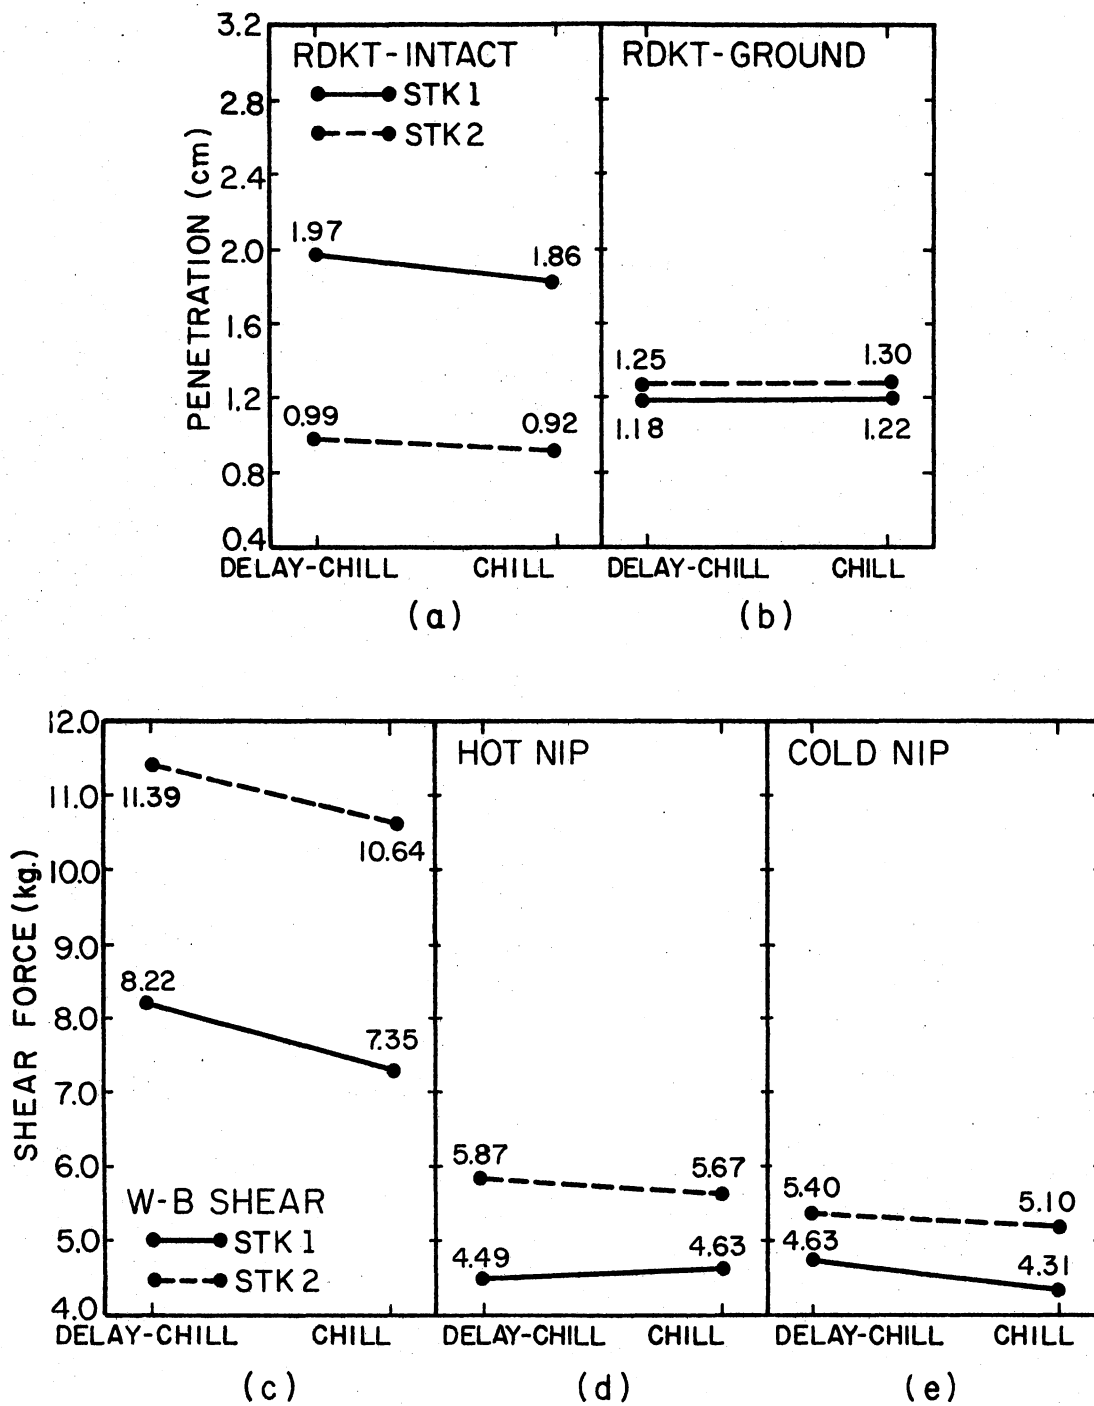 3.2
RDKT-INTACT
RDKT-GROUND
STK 1
2.8
STK 2
2.4
PENETRATION (cm)
1.97
2.0
1.86
1.6
1.25
1.30
1.2
0.99
0.92
1.18
1.22
0.8
0.4
DELAY-CHILL CHILL DELAY-CHILL CHILL
(a) (b)
12.0
HOT NIP
COLD NIP
11.0
11.39
10.64
SHEAR FORCE (kg.)
10.0
9.0
8.22
8.0
7.35
7.0
6.0
5.87
5.67
5.40
5.10
W-B SHEAR
STK 1
5.0
4.49
4.63
4.63
4.31
STK 2
4.0
DELAY-CHILL CHILL DELAY-CHILL CHILL DELAY-CHILL CHILL
(c) (d) (e)